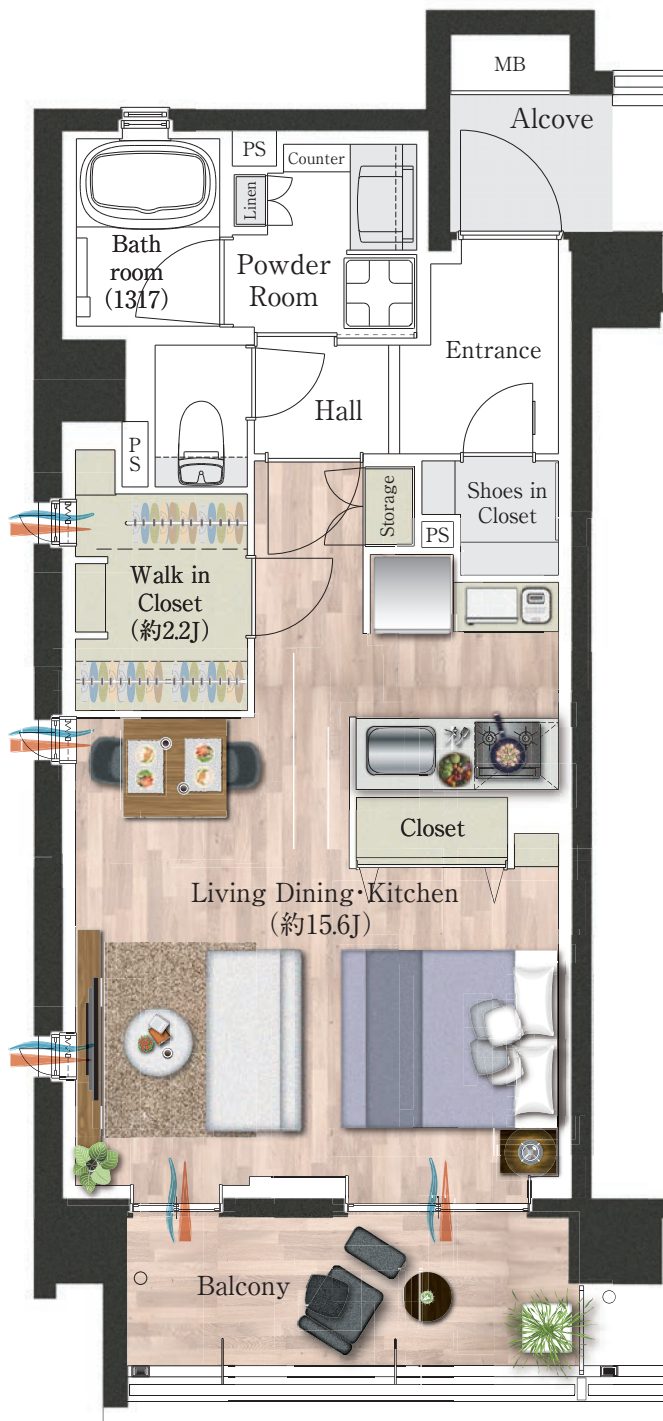 MB
Alcove
PS
Counter
Linen
Bath
room
(1317)
Powder
Room
Entrance
Hall
P
S
Storage
Shoes in
Closet
PS
Walk in
Closet
(約2.2J)
Closet
Living Dining・Kitchen
(約15.6J)
Balcony